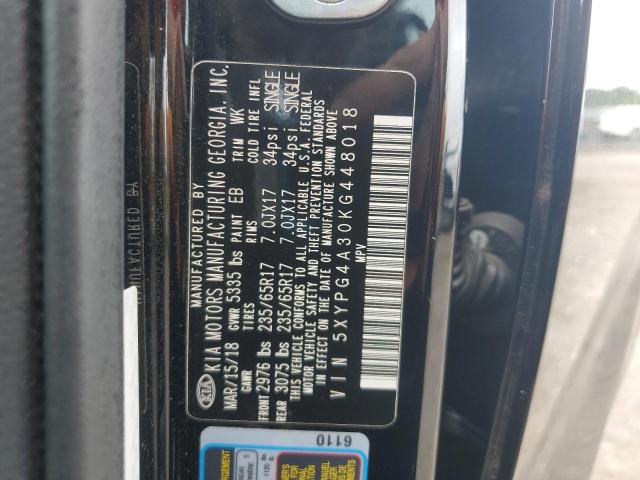 MANUFACTURED BY
KIA KIA MOTORS MANUFACTURING GEORGIA, INC.
MAR/15/18 GVWR 5335 lbs PAINT EB TRIM WK
GAWR TIRES RIMS COLD TIRE INFL
FRONT 2976 lbs 235/65R17 7.0JX17 34psi SINGLE
REAR 3075 lbs 235/65R17 7.0JX17 34psi SINGLE
THIS VEHICLE CONFORMS TO ALL APPLICABLE U.S.A. FEDERAL
MOTOR VEHICLE SAFETY AND THEFT PREVENTION STANDARDS
IN EFFECT ON THE DATE OF MANUFACTURE SHOWN ABOVE
VIN 5XYPG4A30KG448018
MPV
6110